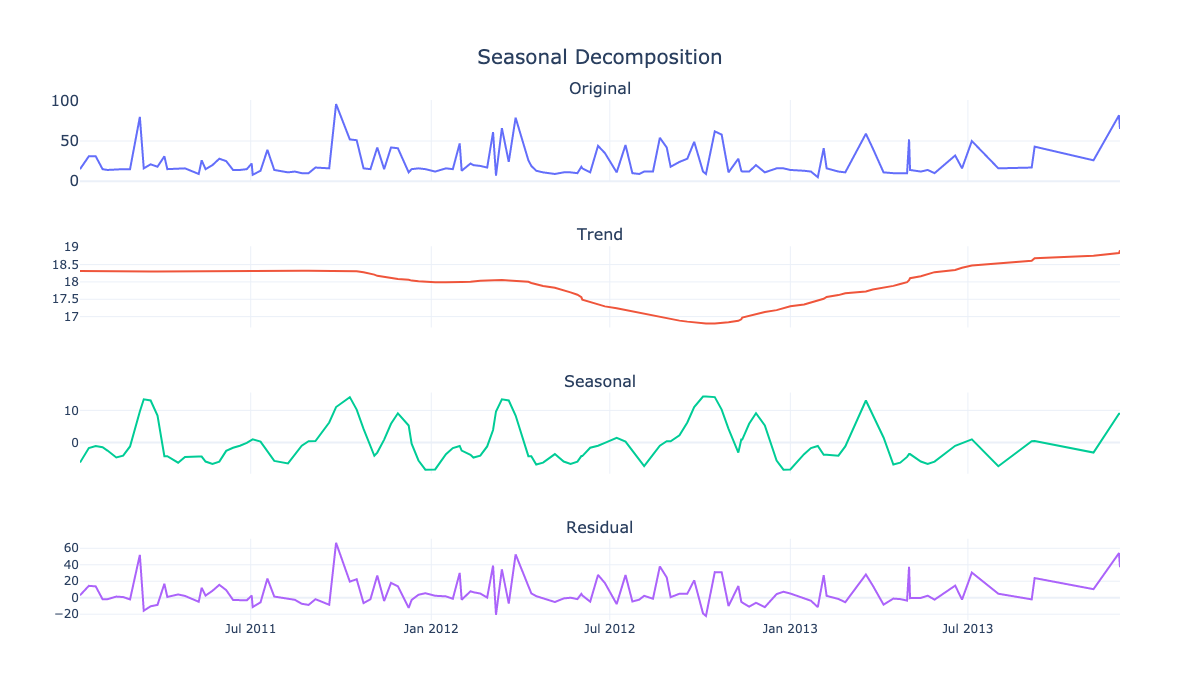 Seasonal Decomposition
Original
100
50
0
Trend
19
18.5
18
17.5
17
Seasonal
10
0
Residual
60
40
20
0
−20
Jul 2011 Jan 2012 Jul 2012 Jan 2013 Jul 2013